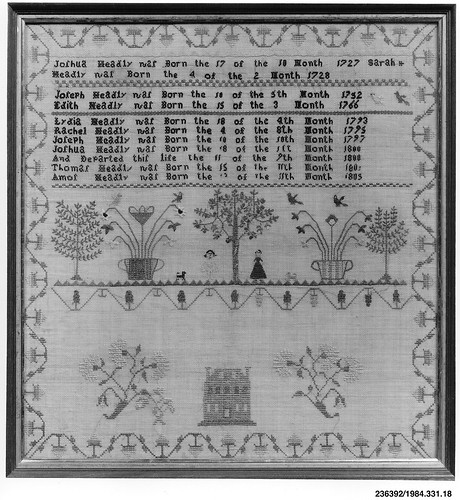 Joshua Headly was Born the 17 of the 10 Month 1727 Sarah H
Headly was Born the 4 of the 2 Month 1728
Joseph Headly was Born the 10 of the 5th Month 1752
Edith Headly was Born the 15 of the 3 Month 1766
Lydia Headly was Born the 18 of the 4th Month 1793
Rachel Headly was Born the 4 of the 8th Month 1795
Joseph Headly was Born the 10 of the 10th Month 1797
Joshua Headly was Born the 18 of the 1st Month 1800
And Departed this life the 11 of the 9th Month 1800
Thomas Headly was Born the 15 of the 11th Month
Amos Headly was Born the of the 11th Month 1805
236392/1984.331.18